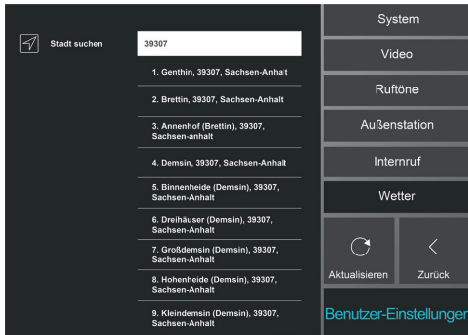 Stadt suchen
39307
1. Genthin, 39307, Sachsen-Anhalt
2. Brettin, 39307, Sachsen-Anhalt
3. Annenhof (Brettin), 39307,
Sachsen-anhalt
4. Demsin, 39307, Sachsen-Anhalt
5. Binnenheide (Demsin), 39307,
Sachsen-Anhalt
6. Dreihäuser (Demsin), 39307,
Sachsen-Anhalt
7. Großdemsin (Demsin), 39307,
Sachsen-Anhalt
8. Hohenheide (Demsin), 39307,
Sachsen-Anhalt
9. Kleindemsin (Demsin), 39307,
Sachsen-Anhalt
System
Video
Ruftöne
Außenstation
Internruf
Wetter
Aktualisieren
Zurück
Benutzer-Einstellungen